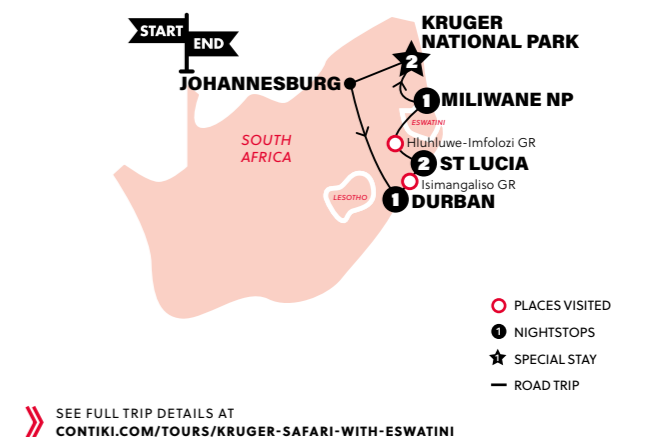 START
END
KRUGER
NATIONAL PARK
2
JOHANNESBURG
1 MILIWANE NP
ESWATINI
SOUTH
AFRICA
Hluhluwe-Imfolozi GR
2 ST LUCIA
Isimangaliso GR
LESOTHO
1 DURBAN
PLACES VISITED
1 NIGHTSTOPS
1 SPECIAL STAY
ROAD TRIP
SEE FULL TRIP DETAILS AT
CONTIKI.COM/TOURS/KRUGER-SAFARI-WITH-ESWATINI